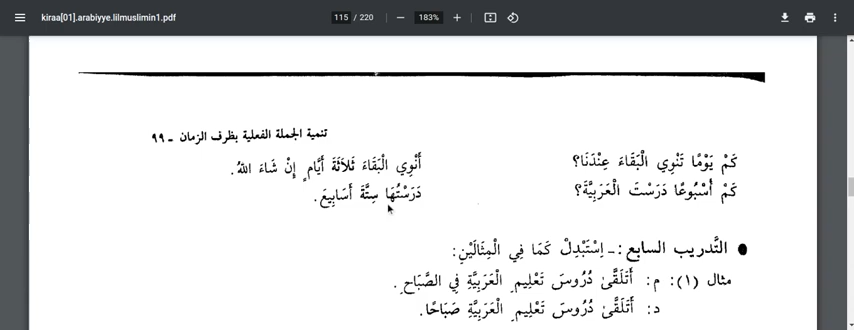 kiraa[01].arabiyye.lilmuslimin1.pdf 115 / 220 183%
تنمية الجملة الفعلية بظرف الزمان ـ ٩٩
كَمْ يَوْمًا تَنْوِي الْبَقَاءَ عِنْدَنَا؟ أَنْوِي الْبَقَاءَ ثَلاَثَةَ أَيَّامٍ إِنْ شَاءَ اللهُ.
كَمْ أُسْبُوعًا دَرَسْتَ الْعَرَبِيَّةَ؟ دَرَسْتُهَا سِتَّةَ أَسَابِيعَ.
● التَّدريب السابع : ـ اِسْتَبْدِلْ كَمَا فِي الْمِثَالَيْنِ :
مثال (١) : م : أَتَلَقَّىٰ دُرُوسَ تَعْلِيمِ الْعَرَبِيَّةِ فِي الصَّبَاحِ.
د : أَتَلَقَّىٰ دُرُوسَ تَعْلِيمِ الْعَرَبِيَّةِ صَبَاحًا.